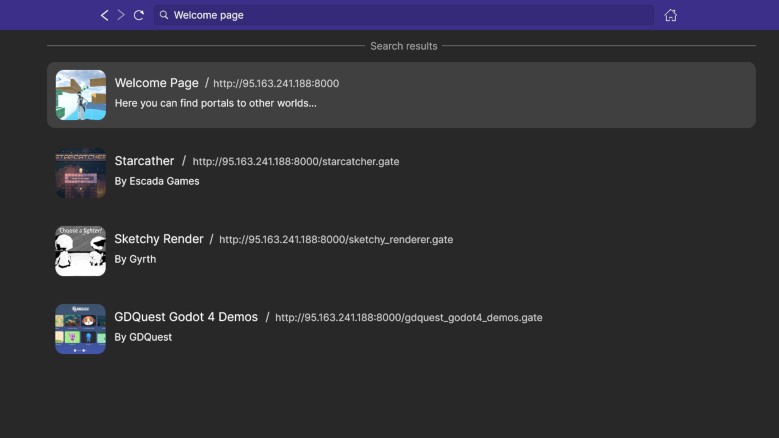 Welcome page
Search results
Welcome Page / http://95.163.241.188:8000
Here you can find portals to other worlds...
STARCATCHER
Starcather / http://95.163.241.188:8000/starcatcher.gate
By Escada Games
Choose a fighter!
Sketchy Render / http://95.163.241.188:8000/sketchy_renderer.gate
By Gyrth
GDQuest Godot 4 Demos / http://95.163.241.188:8000/gdquest_godot4_demos.gate
By GDQuest